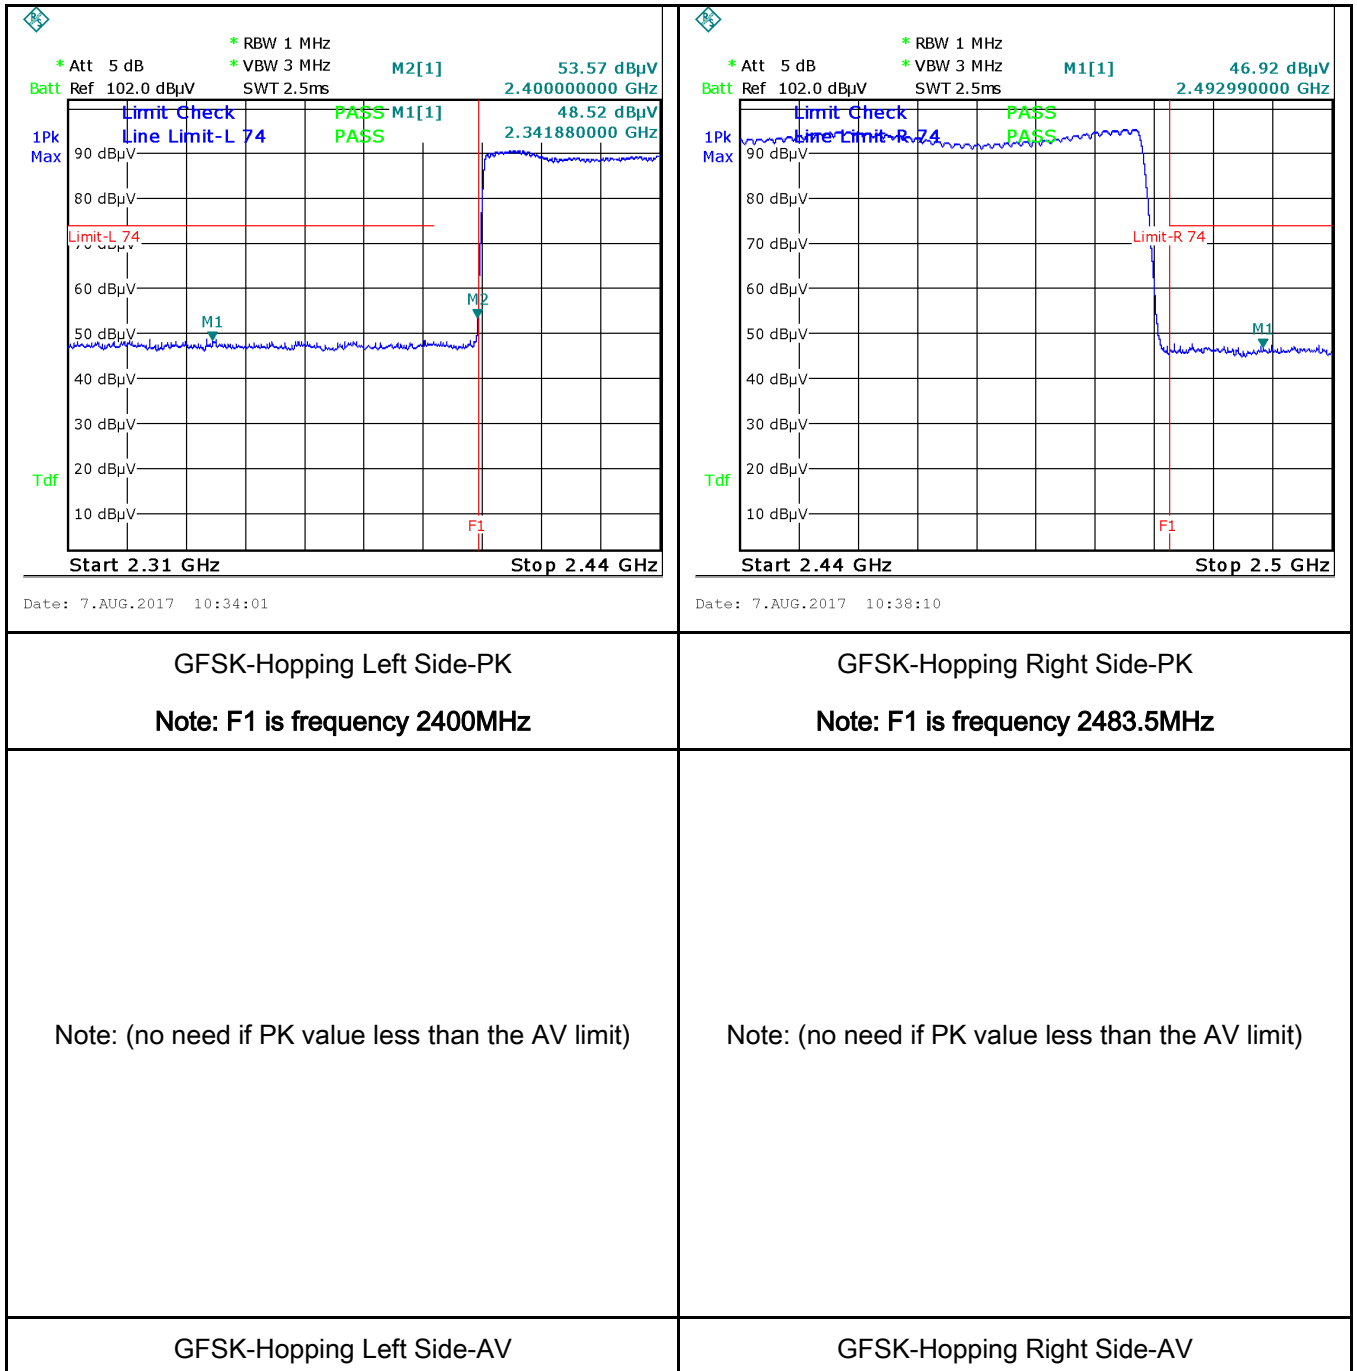 * RBW 1 MHz
* Att 5 dB * VBW 3 MHz M2[1] 53.57 dBµV
Batt Ref 102.0 dBµV SWT 2.5ms 2.400000000 GHz
Limit Check PASS M1[1] 48.52 dBµV
1Pk Line Limit-L 74 PASS 2.341880000 GHz
Max 90 dBµV
80 dBµV
Limit-L 74
70 dBµV
60 dBµV
M2
M1
50 dBµV
40 dBµV
30 dBµV
20 dBµV
Tdf
10 dBµV
F1
Start 2.31 GHz Stop 2.44 GHz
Date: 7.AUG.2017 10:34:01
* RBW 1 MHz
* Att 5 dB * VBW 3 MHz M1[1] 46.92 dBµV
Batt Ref 102.0 dBµV SWT 2.5ms 2.492990000 GHz
Limit Check PASS
1Pk Line Limit-R 74 PASS
Max 90 dBµV
80 dBµV
Limit-R 74
70 dBµV
60 dBµV
50 dBµV
M1
40 dBµV
30 dBµV
20 dBµV
Tdf
10 dBµV
F1
Start 2.44 GHz Stop 2.5 GHz
Date: 7.AUG.2017 10:38:10
GFSK-Hopping Left Side-PK
Note: F1 is frequency 2400MHz
GFSK-Hopping Right Side-PK
Note: F1 is frequency 2483.5MHz
Note: (no need if PK value less than the AV limit)
Note: (no need if PK value less than the AV limit)
GFSK-Hopping Left Side-AV
GFSK-Hopping Right Side-AV